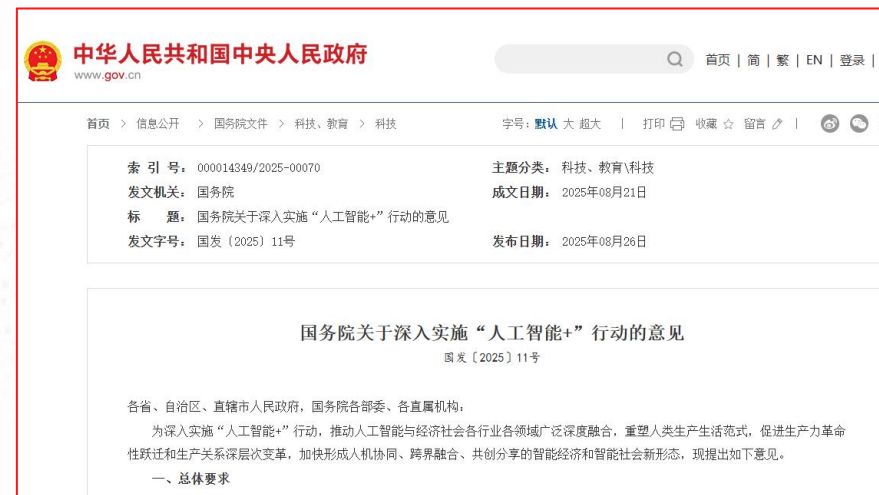 中华人民共和国中央人民政府
www.gov.cn
首页 | 简 | 繁 | EN | 登录 |
首页 > 信息公开 > 国务院文件 > 科技、教育 > 科技
字号：默认 大 超大 | 打印 收藏 留言 |
索 引 号： 000014349/2025-00070
主题分类： 科技、教育\科技
发文机关： 国务院
成文日期： 2025年08月21日
标 题： 国务院关于深入实施“人工智能+”行动的意见
发文字号： 国发〔2025〕11号
发布日期： 2025年08月26日
国务院关于深入实施“人工智能+”行动的意见
国发〔2025〕11号
各省、自治区、直辖市人民政府，国务院各部委、各直属机构：
为深入实施“人工智能+”行动，推动人工智能与经济社会各行业各领域广泛深度融合，重塑人类生产生活范式，促进生产力革命
性跃迁和生产关系深层次变革，加快形成人机协同、跨界融合、共创分享的智能经济和智能社会新形态，现提出如下意见。
一、总体要求